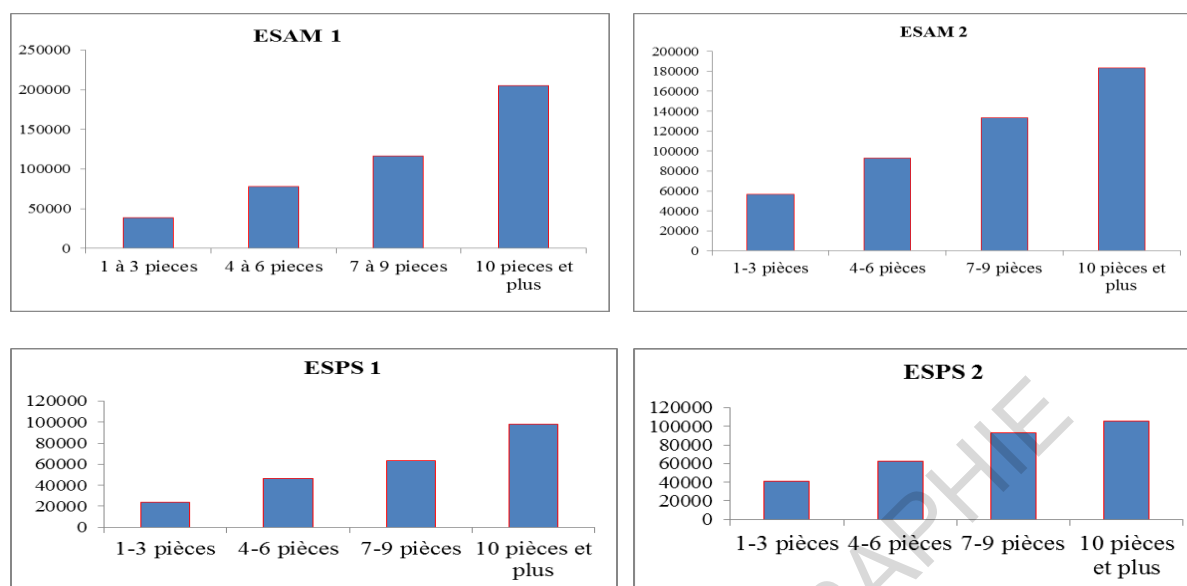 ESAM 1
250000
200000
150000
100000
50000
0
1 à 3 pieces 4 à 6 pieces 7 à 9 pieces 10 pieces et
plus
ESAM 2
200000
180000
160000
140000
120000
100000
80000
60000
40000
20000
0
1-3 pièces 4-6 pièces 7-9 pièces 10 pièces et
plus
ESPS 1
120000
100000
80000
60000
40000
20000
0
1-3 pièces 4-6 pièces 7-9 pièces 10 pièces et
plus
ESPS 2
120000
100000
80000
60000
40000
20000
0
1-3 pièces 4-6 pièces 7-9 pièces 10 pièces
et plus
APHIE